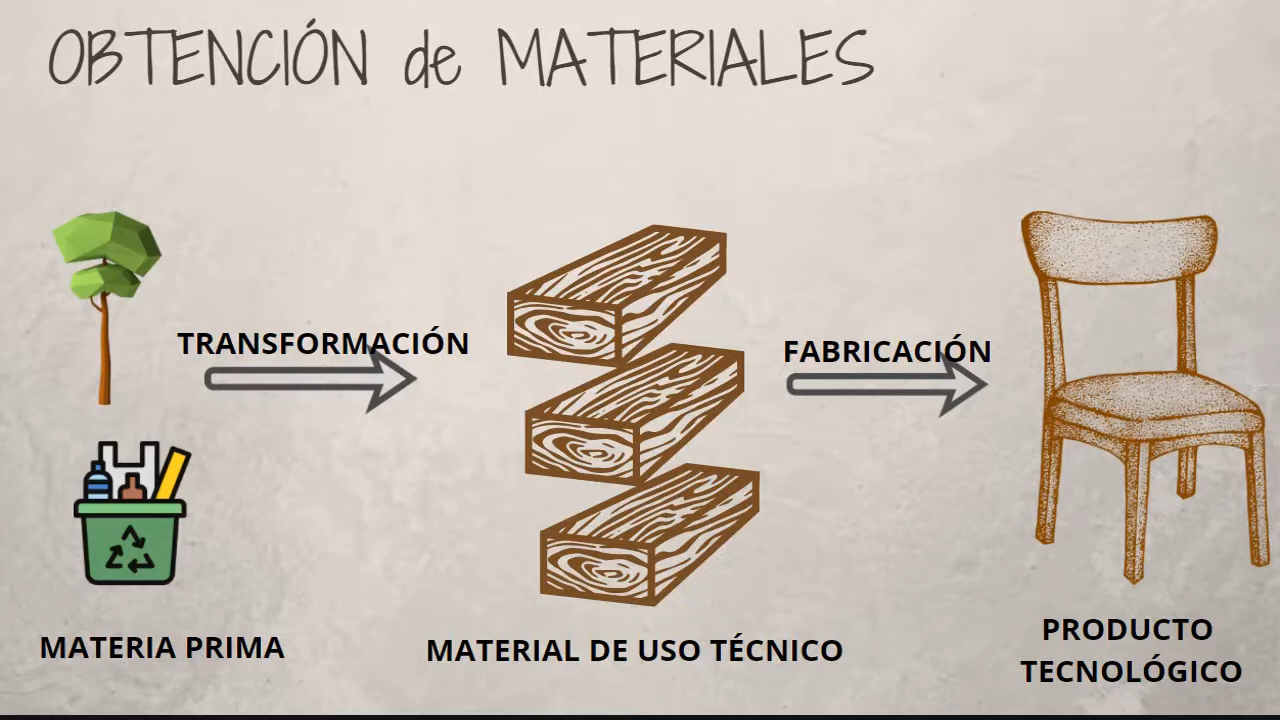 OBTENCIÓN de MATERIALES
TRANSFORMACIÓN
FABRICACIÓN
MATERIA PRIMA
MATERIAL DE USO TÉCNICO
PRODUCTO
TECNOLÓGICO